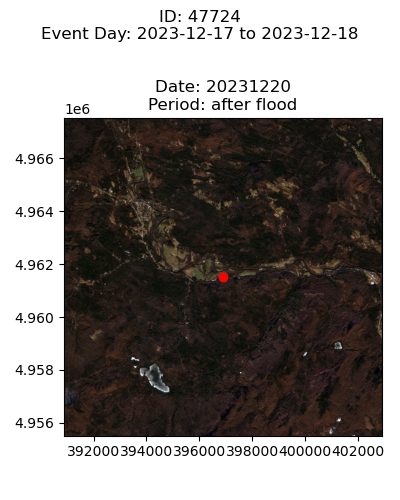 ID: 47724
Event Day: 2023-12-17 to 2023-12-18
Date: 20231220
Period: after flood
1e6
4.966
4.964
4.962
4.960
4.958
4.956
392000 394000 396000 398000 400000 402000